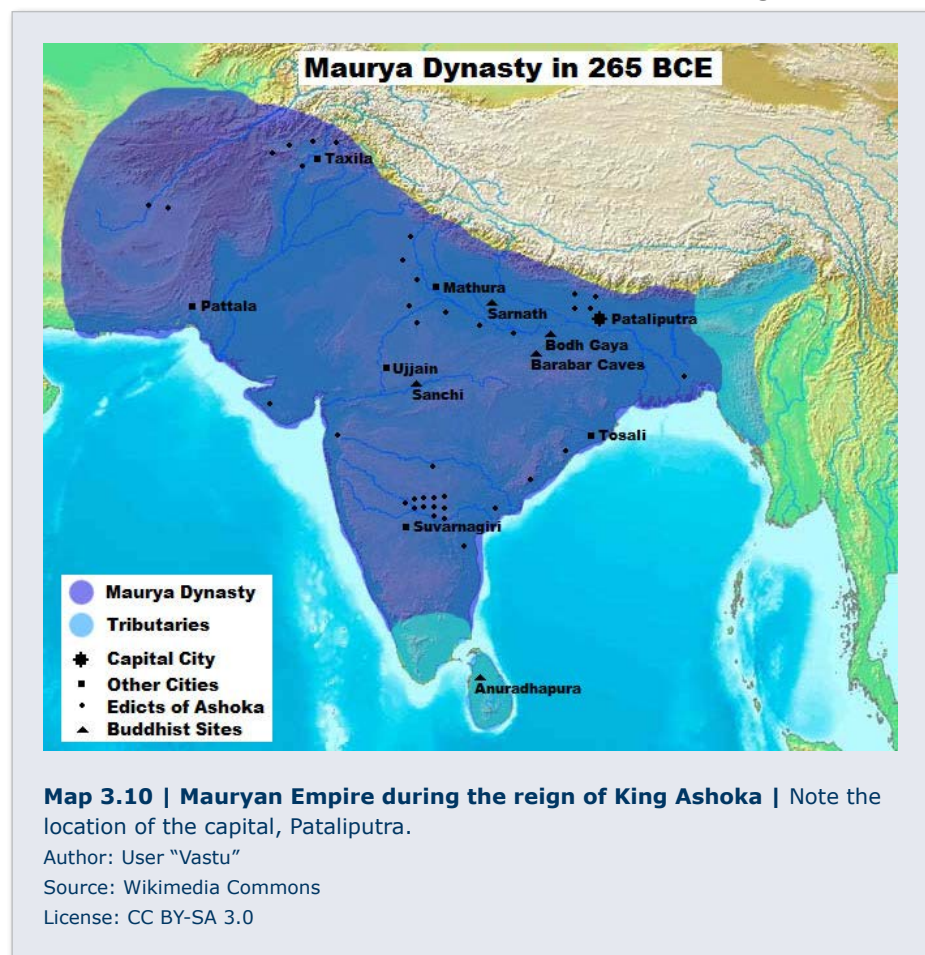 Maurya Dynasty in 265 BCE
Taxila
Mathura
Pattala
Sarnath
Pataliputra
Bodh Gaya
Barabar Caves
Ujjain
Sanchi
Tosali
Suvarnagiri
Maurya Dynasty
Tributaries
Capital City
Other Cities
Edicts of Ashoka
Buddhist Sites
Anuradhapura
Map 3.10 | Mauryan Empire during the reign of King Ashoka | Note the
location of the capital, Pataliputra.
Author: User “Vastu”
Source: Wikimedia Commons
License: CC BY-SA 3.0